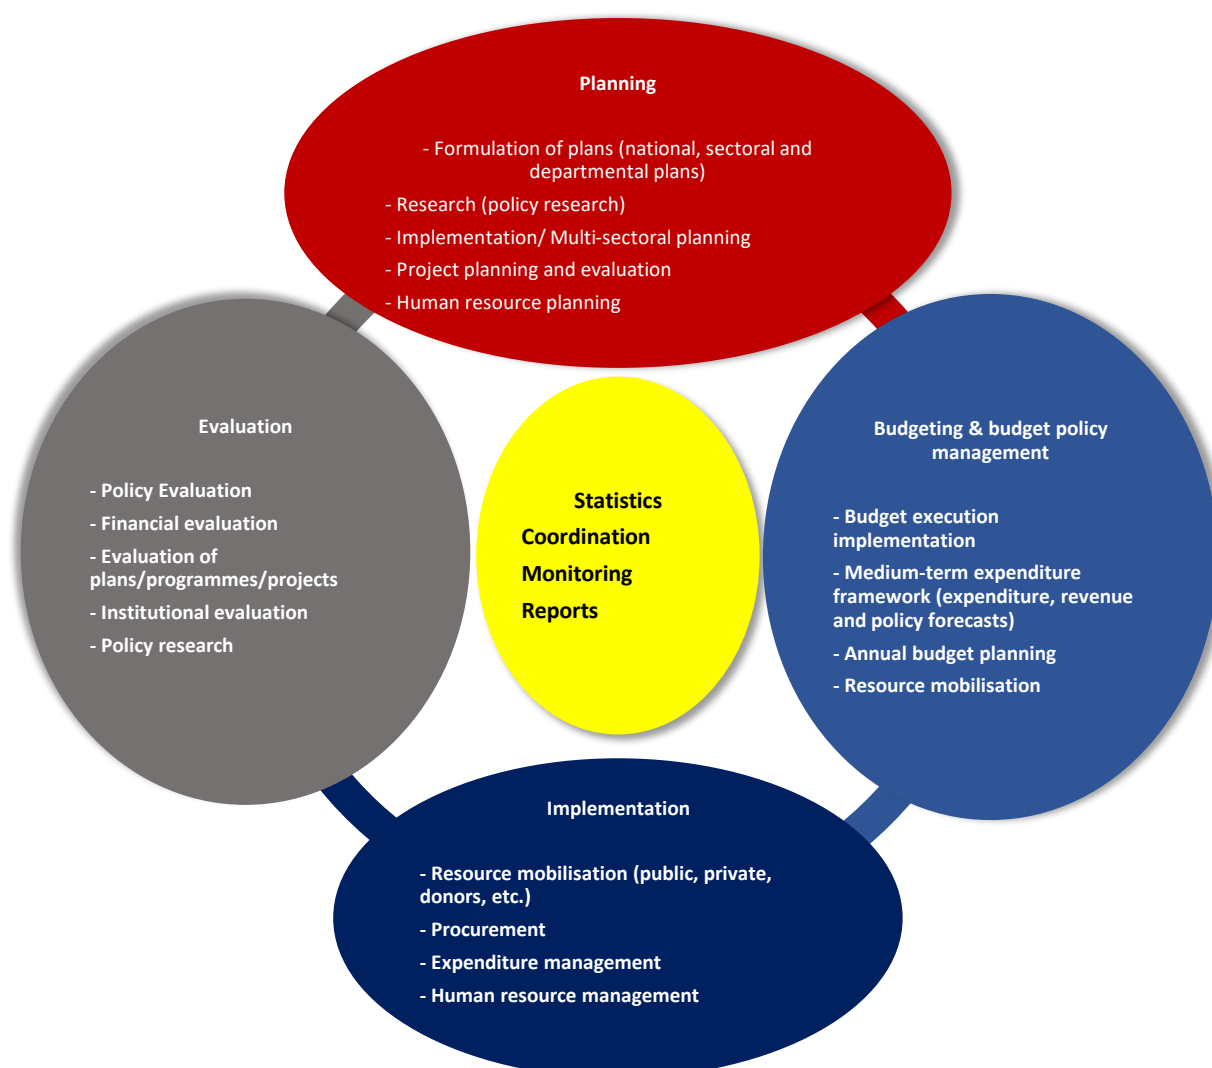 Planning
- Formulation of plans (national, sectoral and
departmental plans)
- Research (policy research)
- Implementation/ Multi-sectoral planning
- Project planning and evaluation
- Human resource planning
Evaluation
- Policy Evaluation
- Financial evaluation
- Evaluation of
plans/programmes/projects
- Institutional evaluation
- Policy research
Statistics
Coordination
Monitoring
Reports
Budgeting & budget policy
management
- Budget execution
implementation
- Medium-term expenditure
framework (expenditure, revenue
and policy forecasts)
- Annual budget planning
- Resource mobilisation
Implementation
- Resource mobilisation (public, private,
donors, etc.)
- Procurement
- Expenditure management
- Human resource management